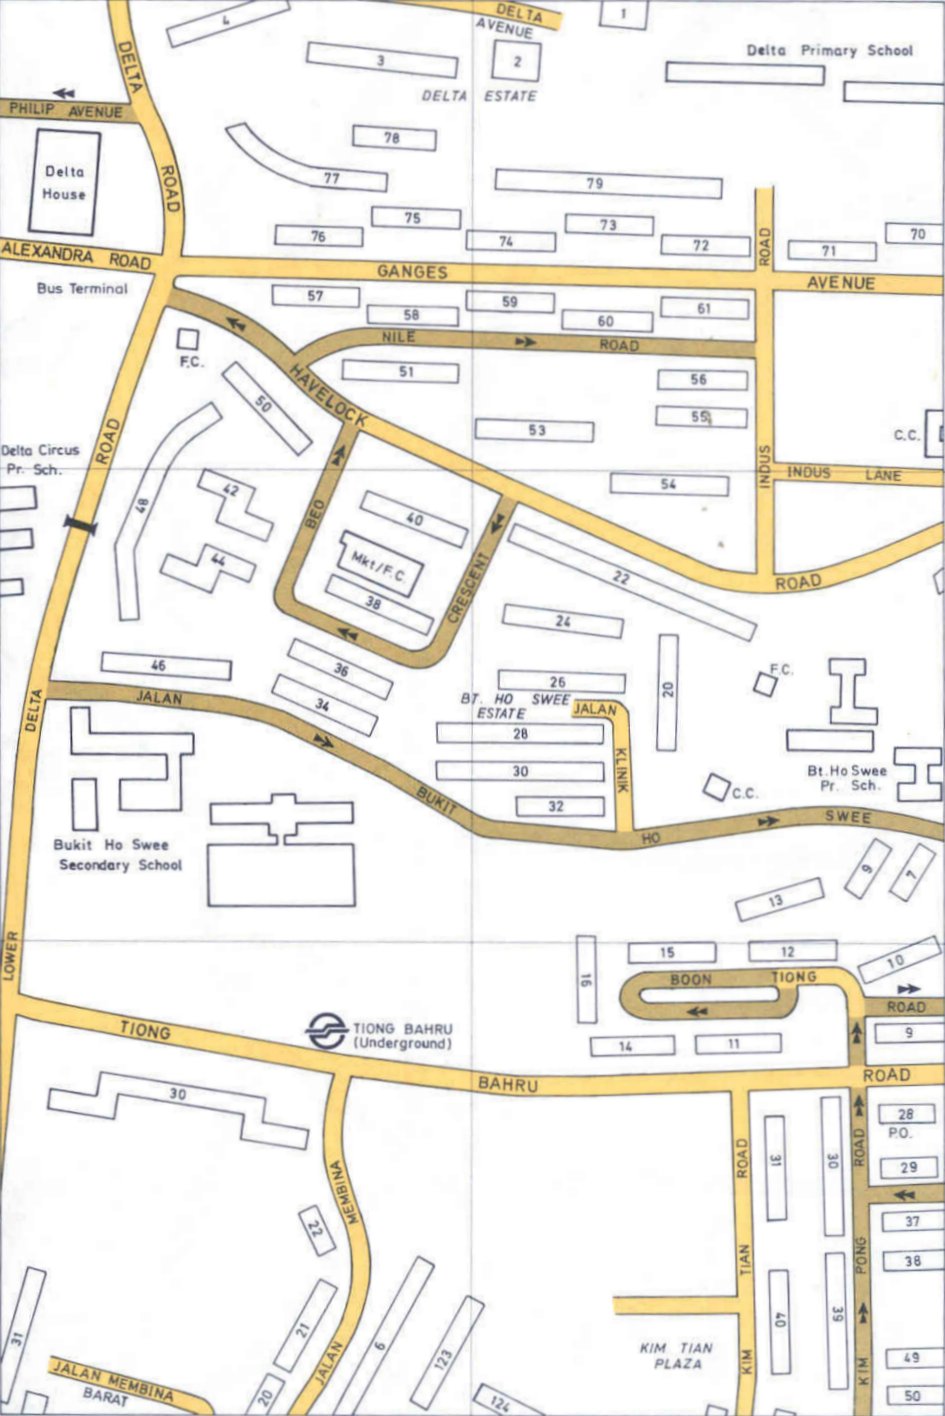 4
DELTA
AVENUE
1
3
2
Delta Primary School
DELTA ESTATE
DELTA
PHILIP AVENUE
78
Delta
House
ROAD
77
79
75
76
74
73
72
ROAD
71
70
ALEXANDRA ROAD
GANGES
AVENUE
Bus Terminal
57
58
59
60
61
NILE
ROAD
F.C.
51
56
HAVELOCK
50
55
53
C.C.
Delta Circus
Pr. Sch.
ROAD
INDUS
INDUS LANE
42
48
54
40
BEO
44
Mkt/F.C.
38
CRESCENT
22
ROAD
24
46
36
34
26
20
F.C.
DELTA
JALAN
BT. HO SWEE
ESTATE
JALAN
28
30
32
KLINIK
Bt. Ho Swee
Pr. Sch.
C.C.
BUKIT
HO
SWEE
Bukit Ho Swee
Secondary School
9
7
13
LOWER
16
15
12
10
BOON
TIONG
ROAD
14
11
9
TIONG
TIONG BAHRU
(Underground)
BAHRU
ROAD
30
28
P.O.
31
30
ROAD
ROAD
29
MEMBINA
22
37
TIAN
PONG
38
31
21
6
123
40
39
KIM TIAN
PLAZA
49
JALAN MEMBINA
BARAT
20
JALAN
124
KIM
KIM
50